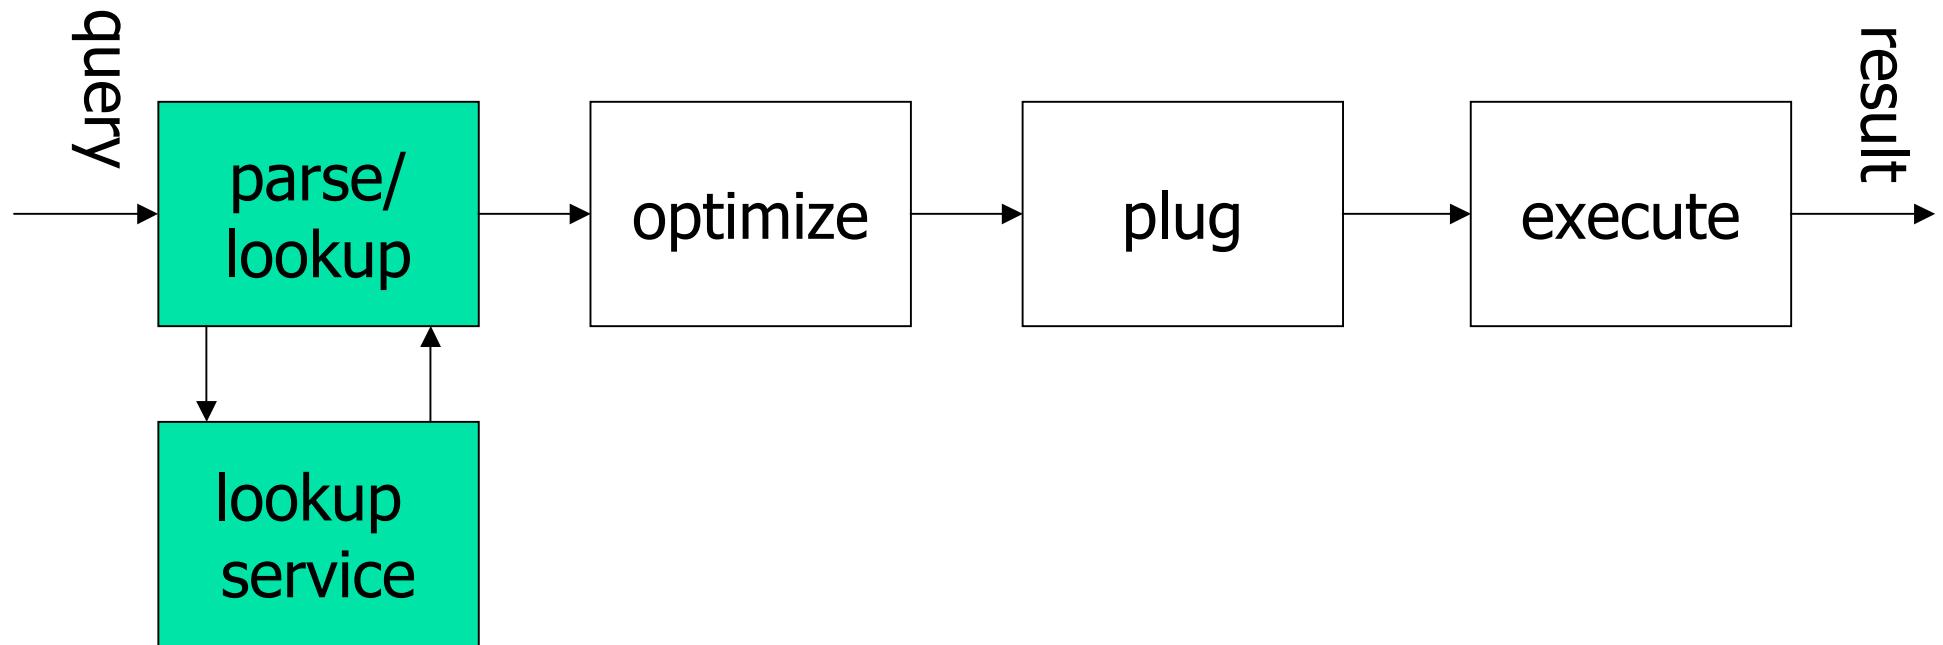 query
parse/
lookup
optimize
plug
execute
result
lookup
service